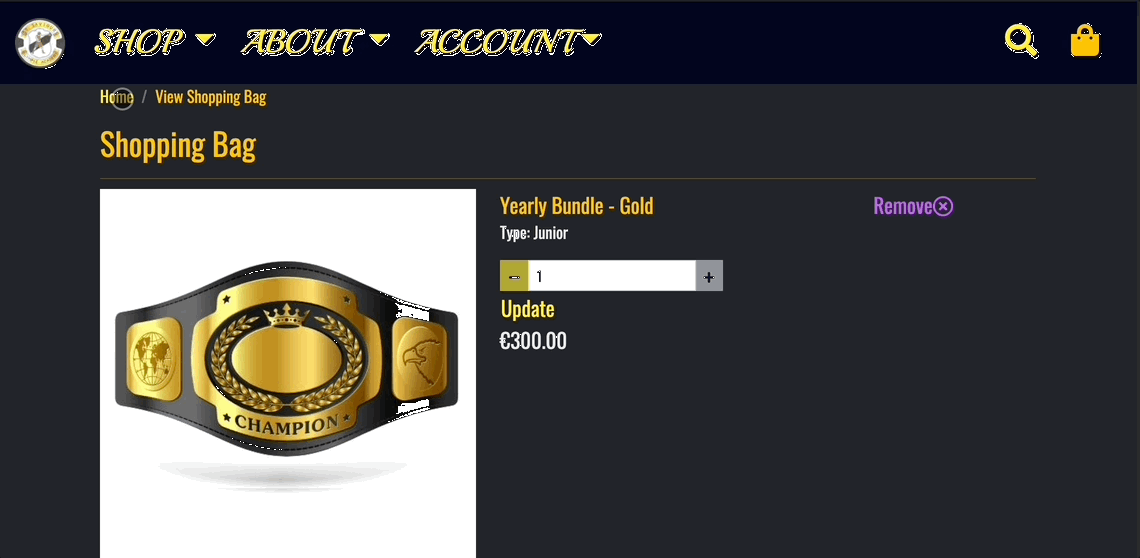 SHOP ABOUT ACCOUNT
Home / View Shopping Bag
Shopping Bag
Yearly Bundle - Gold
Remove
Type: Junior
- 1 +
Update
€300.00
CHAMPION